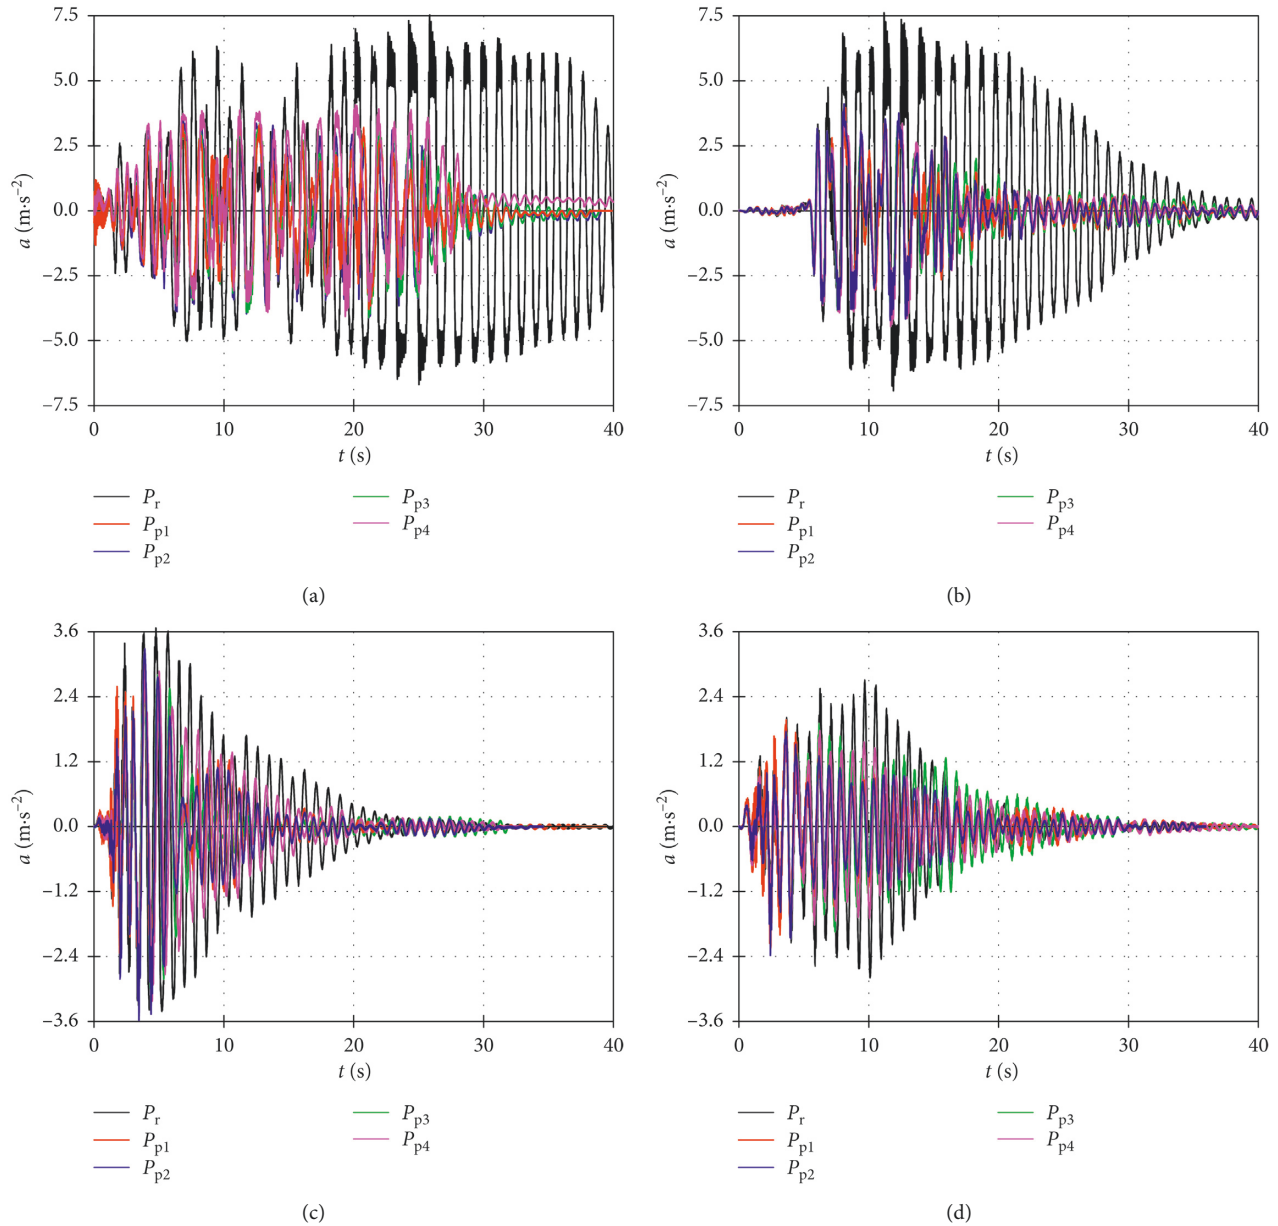 7.5
5.0
2.5
0.0
−2.5
−5.0
−7.5
a (m·s−2)
0 10 20 30 40
t (s)
Pr
Pp1
Pp2
Pp3
Pp4
(a)
7.5
5.0
2.5
0.0
−2.5
−5.0
−7.5
a (m·s−2)
0 10 20 30 40
t (s)
Pr
Pp1
Pp2
Pp3
Pp4
(b)
3.6
2.4
1.2
0.0
−1.2
−2.4
−3.6
a (m·s−2)
0 10 20 30 40
t (s)
Pr
Pp1
Pp2
Pp3
Pp4
(c)
3.6
2.4
1.2
0.0
−1.2
−2.4
−3.6
a (m·s−2)
0 10 20 30 40
t (s)
Pr
Pp1
Pp2
Pp3
Pp4
(d)